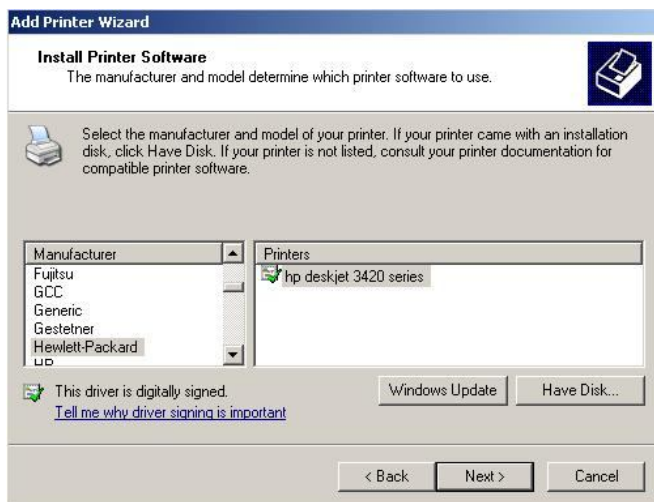 Add Printer Wizard
Install Printer Software
The manufacturer and model determine which printer software to use.
Select the manufacturer and model of your printer. If your printer came with an installation
disk, click Have Disk. If your printer is not listed, consult your printer documentation for
compatible printer software.
Manufacturer
Fujitsu
GCC
Generic
Gestetner
Hewlett-Packard
HP
Printers
hp deskjet 3420 series
This driver is digitally signed.
Tell me why driver signing is important
Windows Update
Have Disk...
< Back
Next >
Cancel